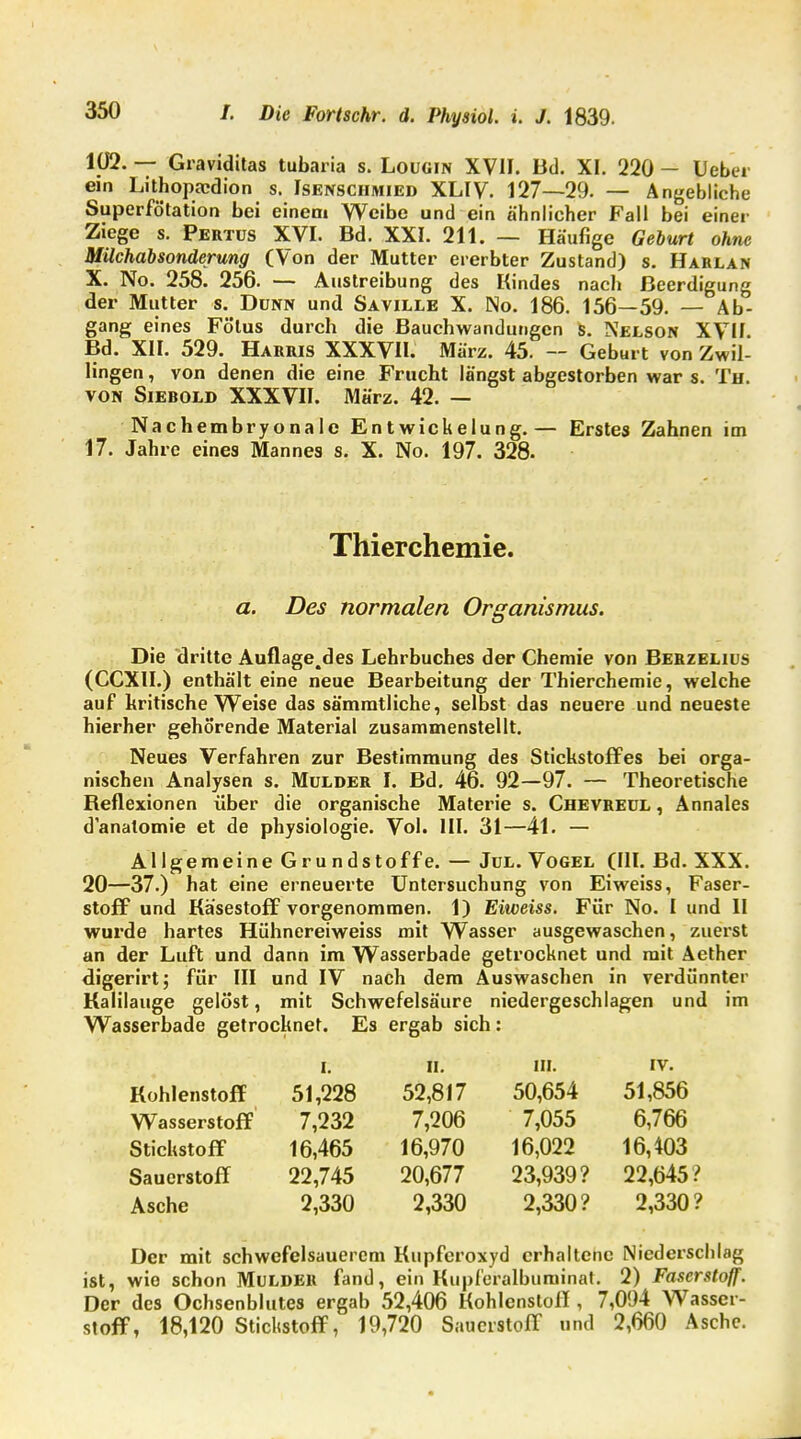 350 I. Die Fortschr. d. Physiol. i. J. 1839.
102. — Graviditas tubaria s. Lougin XVII. Bd. XI. 220 — Ueber
ein Lithopædion s. Isenschmied XLIV. 127—29. — Angebliche
Superfötation bei einem Weibe und ein ähnlicher Fall bei einer
Ziege s. Pertus XVI. Bd. XXI. 211. — Häufige Geburt ohne
Milchabsonderung (Von der Mutter ererbter Zustand) s. Harlan
X. No. 258. 256. — Austreibung des Kindes nach Beerdigung
der Mutter s. Dunn und Saville X. No. 186. 156—59. — Ab-
gang eines Fötus durch die Bauchwandungen s. Nelson XVII.
Bd. XII. 529. Harris XXXVII. März. 45. — Geburt von Zwil-
lingen, von denen die eine Frucht längst abgestorben war s. Th.
von Siebold XXXVII. März. 42. —
Nachembryonale Entwickelung. — Erstes Zahnen im
17. Jahre eines Mannes s. X. No. 197. 328.
Thierchemie.
a. Des normalen Organismus.
Die dritte Auflage des Lehrbuches der Chemie von Berzelius
(CCXII.) enthält eine neue Bearbeitung der Thierchemie, welche
auf kritische Weise das sämmtliche, selbst das neuere und neueste
hierher gehörende Material zusammenstellt.
Neues Verfahren zur Bestimmung des Stickstoffes bei orga-
nischen Analysen s. Mulder I. Bd. 46. 92—97. — Theoretische
Reflexionen über die organische Materie s. Chevreul, Annales
d'anatomie et de physiologie. Vol. III. 31—41. —
Allgemeine Grundstoffe. — Jul. Vogel (III. Bd. XXX.
20—37.) hat eine erneuerte Untersuchung von Eiweiss, Faser-
stoff und Käsestoff vorgenommen. 1) Eiweiss. Für No. I und II
wurde hartes Hühnereiweiss mit Wasser ausgewaschen, zuerst
an der Luft und dann im Wasserbade getrocknet und mit Aether
digerirt; für III und IV nach dem Auswaschen in verdünnter
Kalilauge gelöst, mit Schwefelsäure niedergeschlagen und im
Wasserbade getrocknet. Es ergab sich:
I. II. III. IV.
Kohlenstoff 51,228 52,817 50,654 51,856
Wasserstoff 7,232 7,206 7,055 6,766
Stickstoff 16,465 16,970 16,022 16,403
Sauerstoff 22,745 20,677 23,939? 22,645?
Asche 2,330 2,330 2,330? 2,330?
Der mit schwefelsauerem Kupferoxyd erhaltene Niederschlag
ist, wie schon Mulder fand, ein Kupferalbuminat. 2) Faserstoff.
Der des Ochsenblutes ergab 52,406 Kohlenstoff, 7,094 Wasser-
stoff, 18,120 Stickstoff, 19,720 Sauerstoff und 2,660 Asche.